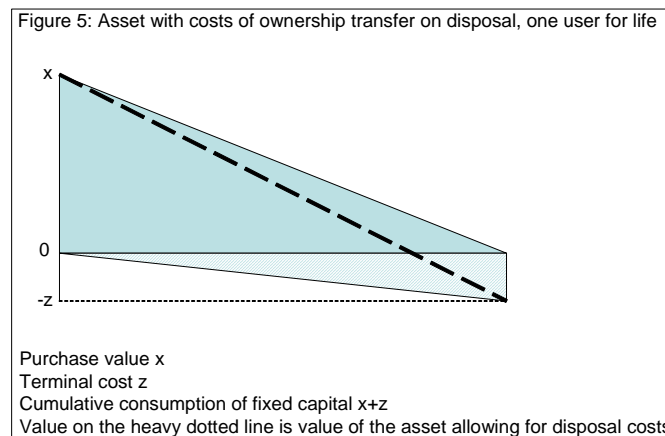 Figure 5: Asset with costs of ownership transfer on disposal, one user for life
x
0
-z
Purchase value x
Terminal cost z
Cumulative consumption of fixed capital x+z
Value on the heavy dotted line is value of the asset allowing for disposal costs